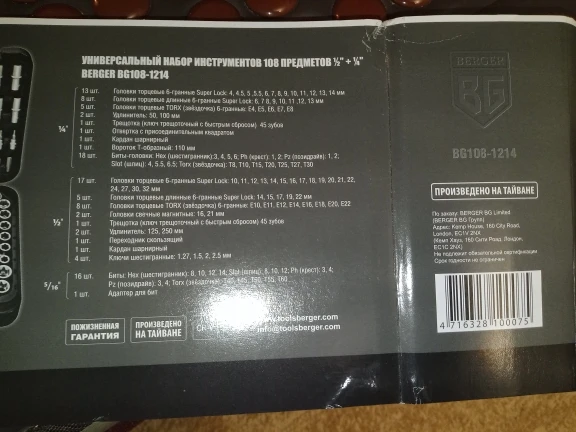 УНИВЕРСАЛЬНЫЙ НАБОР ИНСТРУМЕНТОВ 108 ПРЕДМЕТОВ ½" + ¼"
BERGER BG108-1214
¼"
13 шт. Головки торцевые 6-гранные Super Lock: 4, 4.5, 5 ,5.5, 6, 7, 8, 9, 10, 11, 12, 13, 14 мм
8 шт. Головки торцевые длинные 6-гранные Super Lock: 6, 7, 8, 9, 10, 11 ,12, 13 мм
5 шт. Головки торцевые TORX (звёздочка) 6-гранные: E4, E5, E6, E7, E8
2 шт. Удлинитель: 50, 100 мм
1 шт. Трещотка (ключ трещоточный с быстрым сбросом) 45 зубов
1 шт. Отвертка с присоединительным квадратом
1 шт. Кардан шарнирный
1 шт. Вороток Т-образный: 110 мм
18 шт. Биты-головки: Hex (шестигранник): 3, 4, 5, 6; Ph (крест): 1, 2; Pz (позидрайв): 1, 2;
Slot (шлиц): 4, 5.5, 6.5; Torx (звёздочка): T8, T10, T15, T20, T25, T27, T30
½"
17 шт. Головки торцевые 6-гранные Super Lock: 10, 11, 12, 13, 14, 15, 16, 17, 18, 19, 20, 21, 22,
24, 27, 30, 32 мм
5 шт. Головки торцевые длинные 6-гранные Super Lock: 14, 15, 17, 19, 22 мм
8 шт. Головки торцевые TORX (звёздочка) 6-гранные: E10, E11, E12, E14, E16, E18, E20, E22
2 шт. Головки свечные магнитные: 16, 21 мм
1 шт. Трещотка (ключ трещоточный с быстрым сбросом) 45 зубов
2 шт. Удлинитель: 125, 250 мм
1 шт. Переходник скользящий
1 шт. Кардан шарнирный
4 шт. Ключи шестигранные: 1.27, 1.5, 2, 2.5 мм
5/16"
16 шт. Биты: Hex (шестигранник): 8, 10, 12, 14; Slot (шлиц): 8, 10, 12; Ph (крест): 3, 4;
Pz (позидрайв): 3, 4; Torx (звёздочка): T40, T45, T50, T55, T60
1 шт. Адаптер для бит
ПОЖИЗНЕННАЯ
ГАРАНТИЯ
ПРОИЗВЕДЕНО
НА ТАЙВАНЕ
www.toolsberger.com
info@toolsberger.com
BERGER
BG
BG108-1214
ПРОИЗВЕДЕНО НА ТАЙВАНЕ
По заказу: BERGER BG Limited
(BERGER BG Групп)
Адрес: Kemp House, 160 City Road,
London, EC1V 2NX
(Кемп Хаус, 160 Сити Роад, Лондон,
EC1C 2NX)
Не подлежит обязательной сертификации
Срок годности не ограничен
4 716328 100075